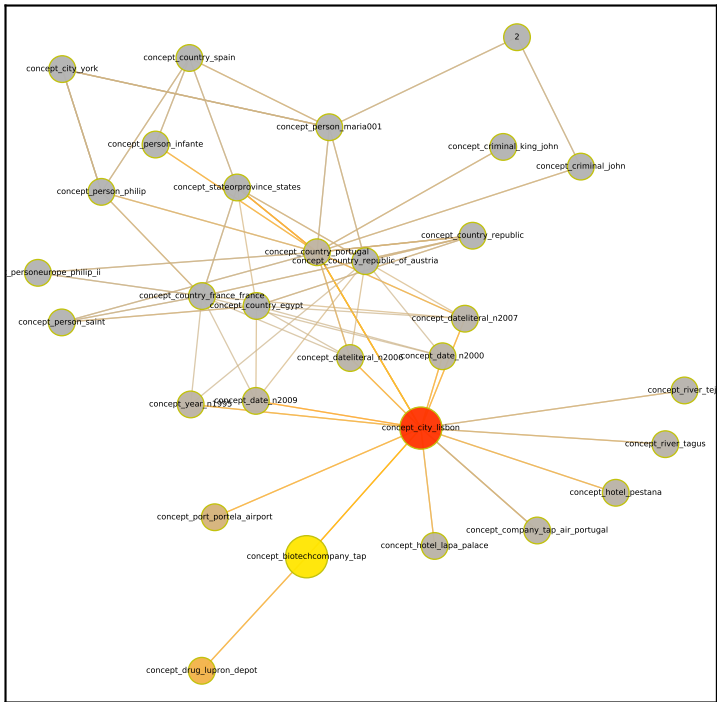 2
concept_country_spain
concept_city_york
concept_person_maria001
concept_person_infante
concept_criminal_king_john
concept_criminal_john
concept_person_philip
concept_stateorprovince_states
concept_country_republic
concept_country_portugal
concept_country_republic_of_austria
_personeurope_philip_ii
concept_country_france_france
concept_country_egypt
concept_person_saint
concept_dateliteral_n2007
concept_dateliteral_n2006
concept_date_n2000
concept_river_tej
concept_year_n1995
concept_date_n2009
concept_city_lisbon
concept_river_tagus
concept_hotel_pestana
concept_port_portela_airport
concept_company_tap_air_portugal
concept_hotel_lapa_palace
concept_biotechcompany_tap
concept_drug_lupron_depot